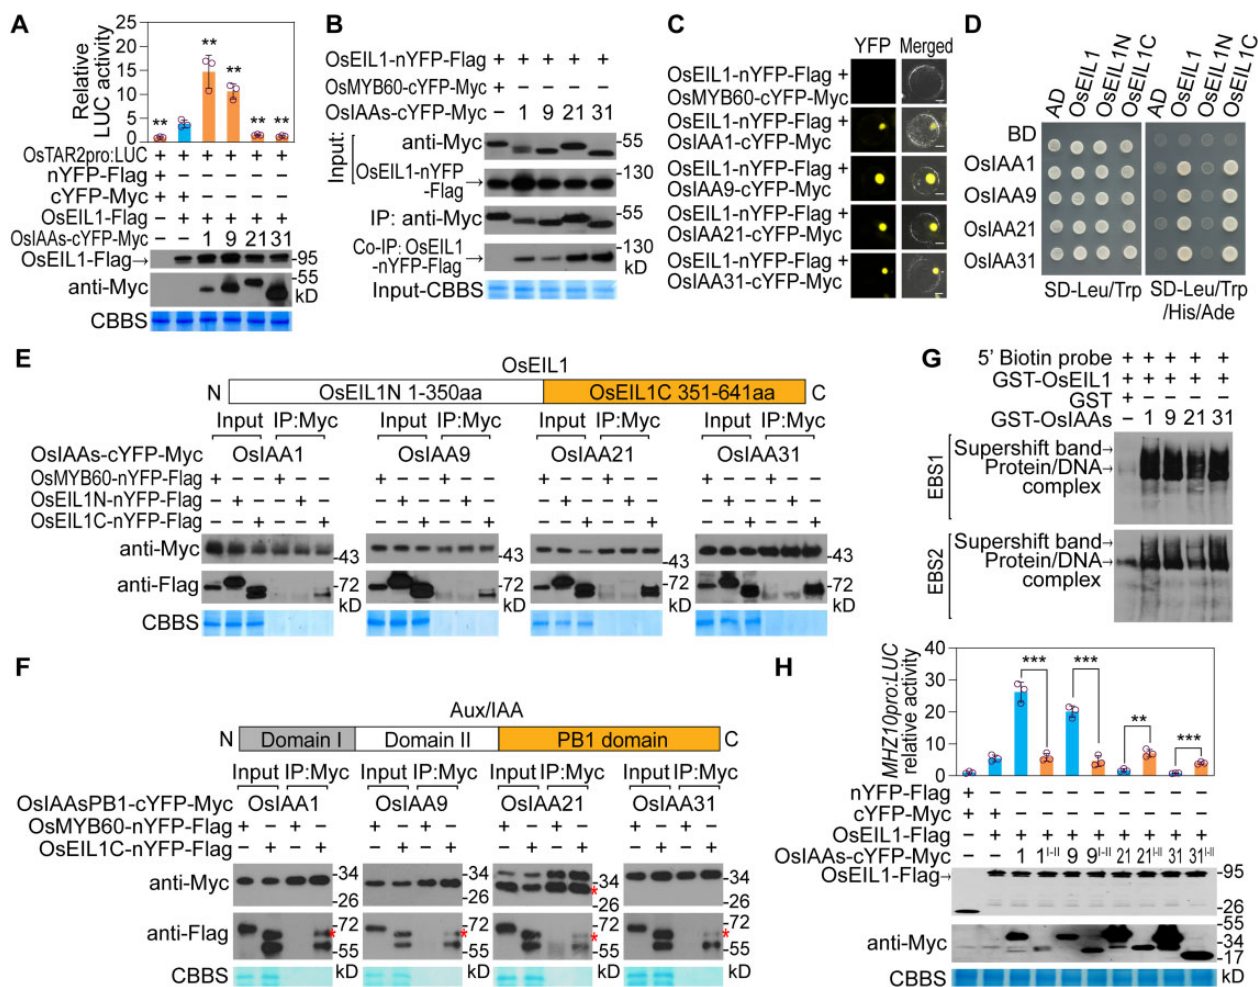 A
Relative
LUC activity
25
20
15
10
5
0
** ** ** ** **
OsTAR2pro:LUC + + + + + +
nYFP-Flag +
cYFP-Myc + +
OsEIL1-Flag + + + + +
OsIAAs-cYFP-Myc – – 1 9 21 31
OsEIL1-Flag→ -95
anti-Myc -55
kD
CBBS
B
OsEIL1-nYFP-Flag + + + + +
OsMYB60-cYFP-Myc +
OsIAAs-cYFP-Myc – 1 9 21 31
Input:
anti-Myc -55
OsEIL1-nYFP
-Flag → -130
IP: anti-Myc -55
Co-IP: OsEIL1
-nYFP-Flag → -130
kD
Input-CBBS
C
YFP Merged
OsEIL1-nYFP-Flag +
OsMYB60-cYFP-Myc
OsEIL1-nYFP-Flag +
OsIAA1-cYFP-Myc
OsEIL1-nYFP-Flag +
OsIAA9-cYFP-Myc
OsEIL1-nYFP-Flag +
OsIAA21-cYFP-Myc
OsEIL1-nYFP-Flag +
OsIAA31-cYFP-Myc
D
AD OsEIL1 OsEIL1N OsEIL1C AD OsEIL1 OsEIL1N OsEIL1C
BD
OsIAA1
OsIAA9
OsIAA21
OsIAA31
SD-Leu/Trp SD-Leu/Trp
/His/Ade
E
OsEIL1
N OsEIL1N 1-350aa OsEIL1C 351-641aa C
Input IP:Myc Input IP:Myc Input IP:Myc Input IP:Myc
OsIAAs-cYFP-Myc OsIAA1 OsIAA9 OsIAA21 OsIAA31
OsMYB60-nYFP-Flag + – – + – – + – – + – – + – – + – – + – – + – –
OsEIL1N-nYFP-Flag – + – – + – – + – – + – – + – – + – – + – – + –
OsEIL1C-nYFP-Flag – – + – – + – – + – – + – – + – – + – – + – – +
anti-Myc -43 -43 -43 -43
anti-Flag -72 -72 -72 -72
CBBS kD kD kD kD
F
Aux/IAA
N Domain I Domain II PB1 domain C
Input IP:Myc Input IP:Myc Input IP:Myc Input IP:Myc
OsIAAsPB1-cYFP-Myc OsIAA1 OsIAA9 OsIAA21 OsIAA31
OsMYB60-nYFP-Flag + – + – + – + – + – + – + – + –
OsEIL1C-nYFP-Flag – + – + – + – + – + – + – + – +
anti-Myc -34 -34 -34 * -34
-26 -26 -26 -26
anti-Flag -72 * -72 * -72 * -72 *
-55 -55 -55 -55
CBBS kD kD kD kD
G
5' Biotin probe + + + + +
GST-OsEIL1 + + + + +
GST +
GST-OsIAAs – 1 9 21 31
EBS1
Supershift band→
Protein/DNA→
complex
EBS2
Supershift band→
Protein/DNA→
complex
H
MHZ10pro:LUC
relative activity
40
30
20
10
0
*** *** ** ***
nYFP-Flag +
cYFP-Myc + +
OsEIL1-Flag + + + + + + + + +
OsIAAs-cYFP-Myc – – 1 1I-II 9 9I-II 21 21I-II 31 31I-II
OsEIL1-Flag→ -95
-26
anti-Myc -55
-34
-17
CBBS kD